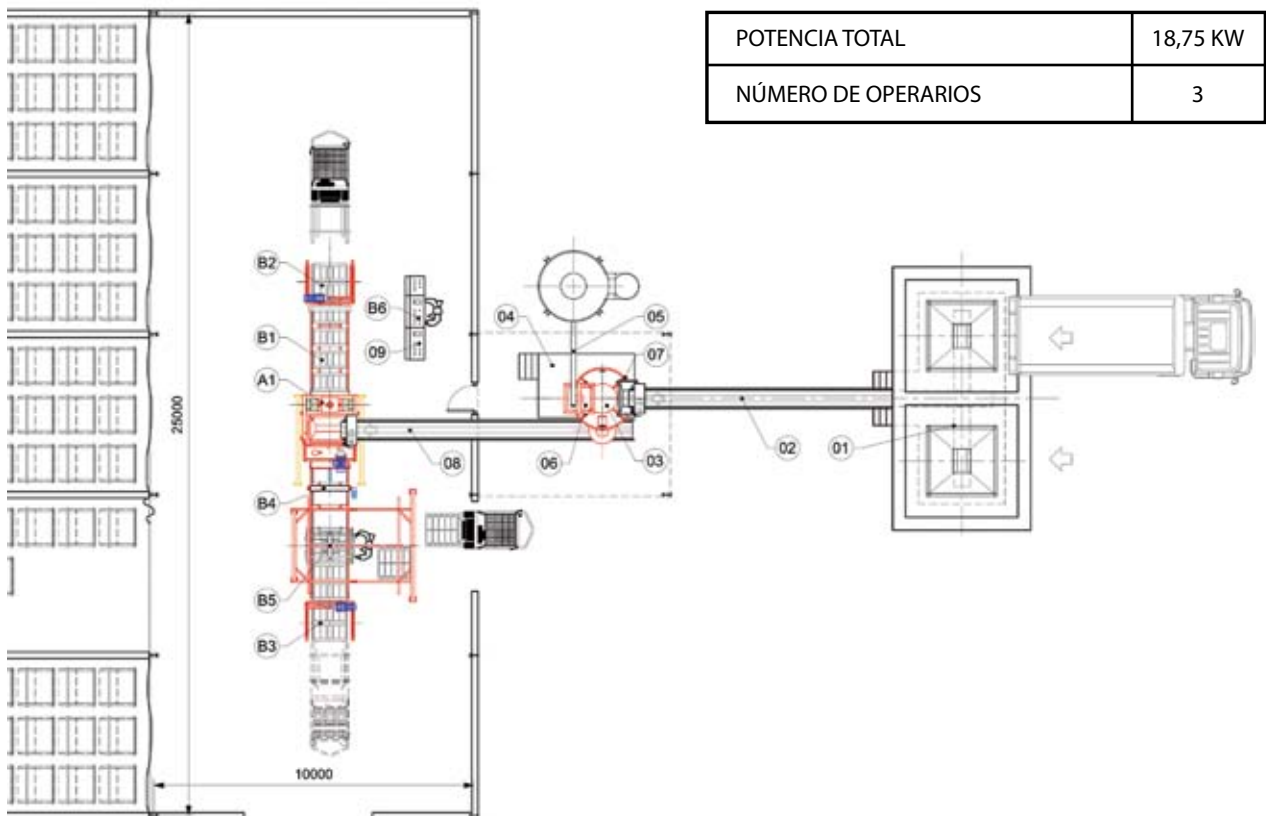 POTENCIA TOTAL 18,75 KW
NÚMERO DE OPERARIOS 3
B2
B6
04
05
B1
09
07
A1
25000
08
06
03
02
01
B4
B5
B3
10000